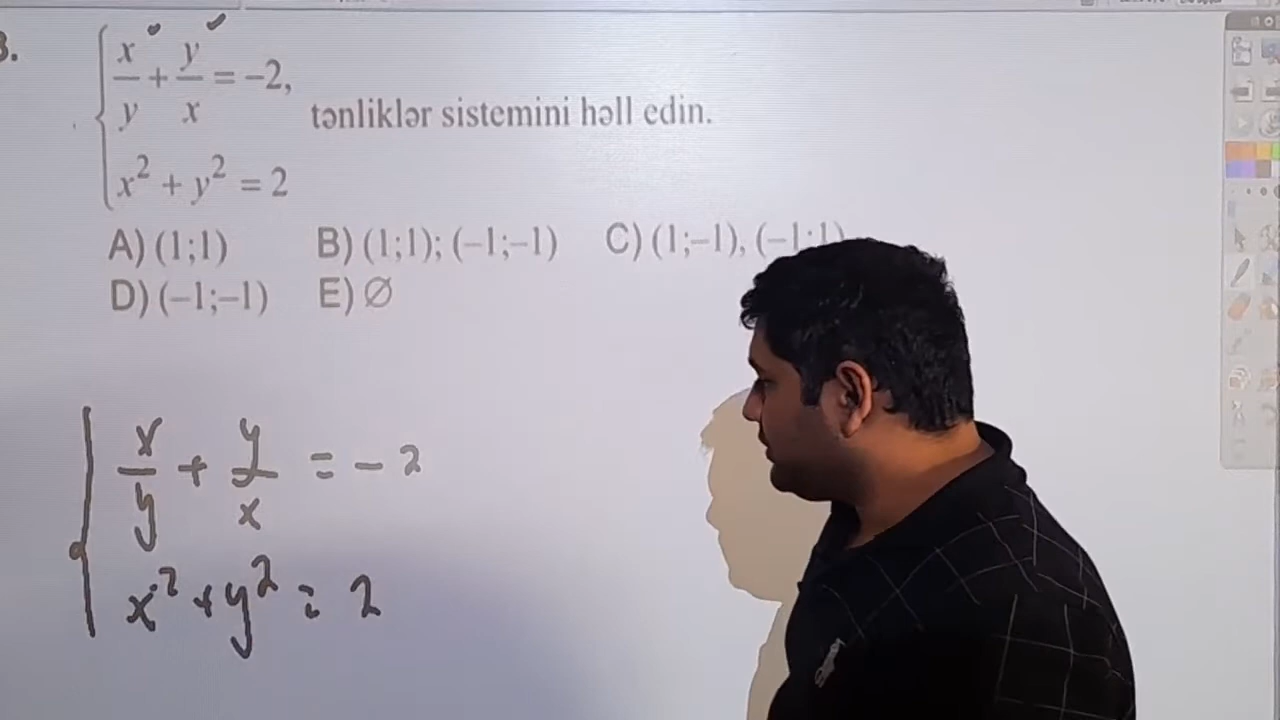 3.
x/y + y/x = −2,
tənliklər sistemini həll edin.
x² + y² = 2
A) (1;1) B) (1;1); (−1;−1) C) (1;−1), (−1;1)
D) (−1;−1) E) ∅
x/y + y/x = −2
x² + y² = 2